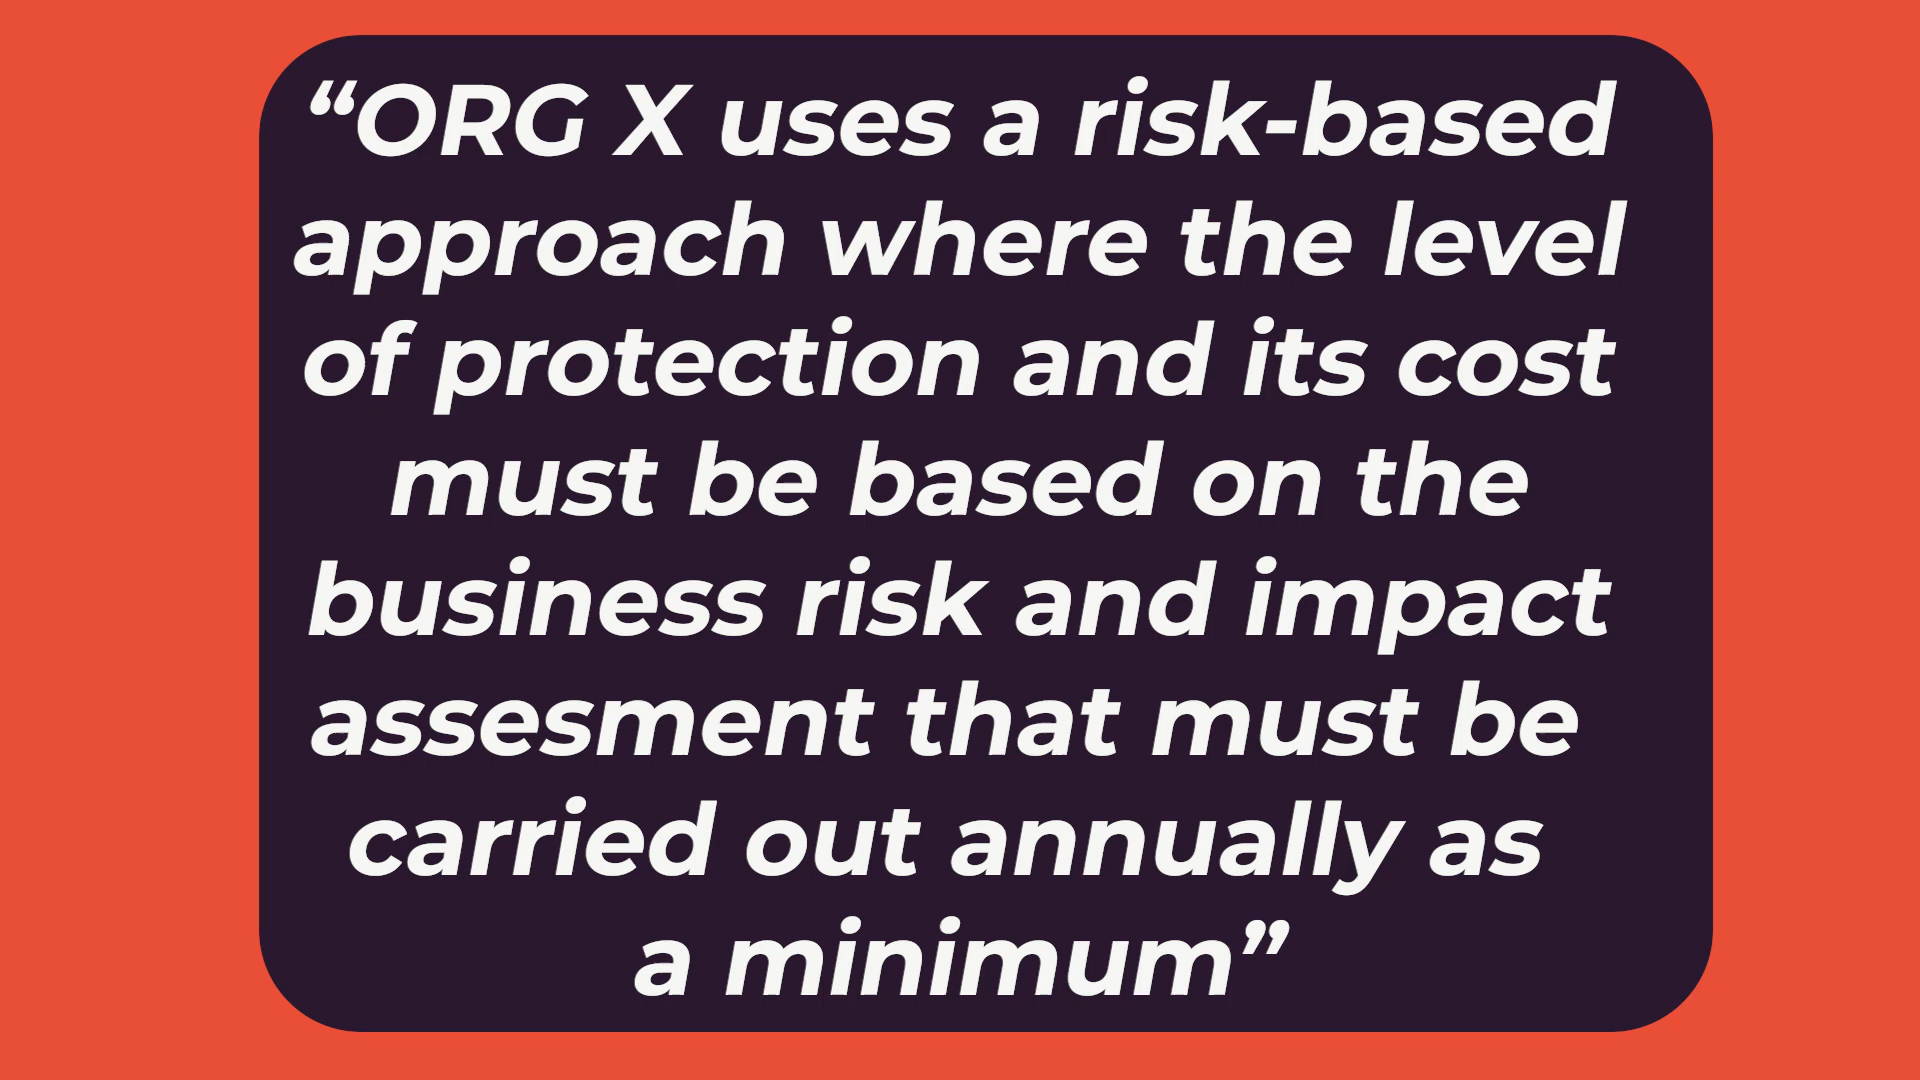 “ORG X uses a risk-based
approach where the level
of protection and its cost
must be based on the
business risk and impact
assesment that must be
carried out annually as
a minimum”